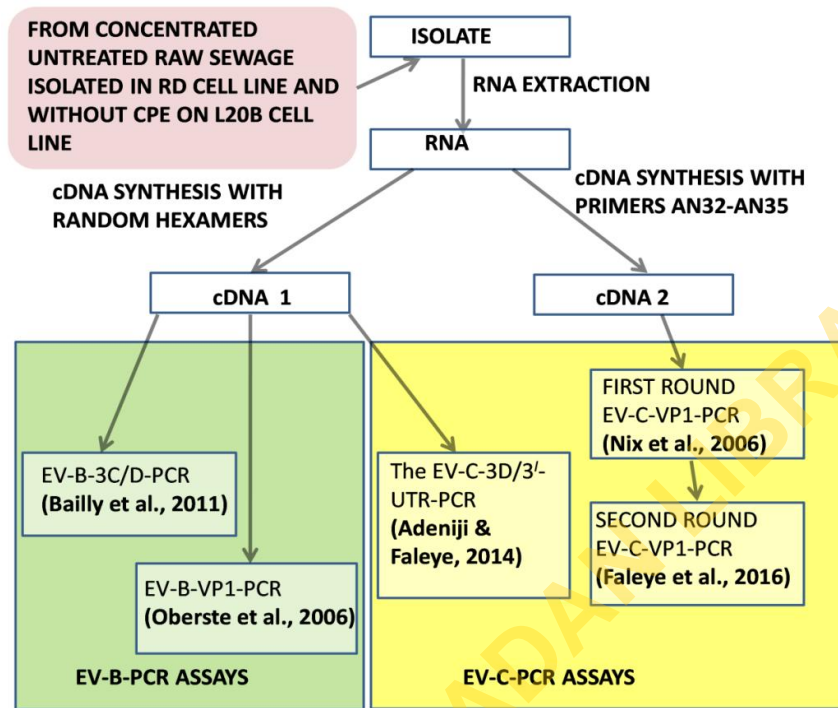 FROM CONCENTRATED
UNTREATED RAW SEWAGE
ISOLATED IN RD CELL LINE AND
WITHOUT CPE ON L20B CELL
LINE
ISOLATE
RNA EXTRACTION
RNA
cDNA SYNTHESIS WITH
RANDOM HEXAMERS
cDNA SYNTHESIS WITH
PRIMERS AN32-AN35
cDNA 1
cDNA 2
EV-B-3C/D-PCR
(Bailly et al., 2011)
EV-B-VP1-PCR
(Oberste et al., 2006)
EV-B-PCR ASSAYS
The EV-C-3D/3/-
UTR-PCR
(Adeniji &
Faleye, 2014)
FIRST ROUND
EV-C-VP1-PCR
(Nix et al., 2006)
SECOND ROUND
EV-C-VP1-PCR
(Faleye et al., 2016)
EV-C-PCR ASSAYS
ADAN LIBRA